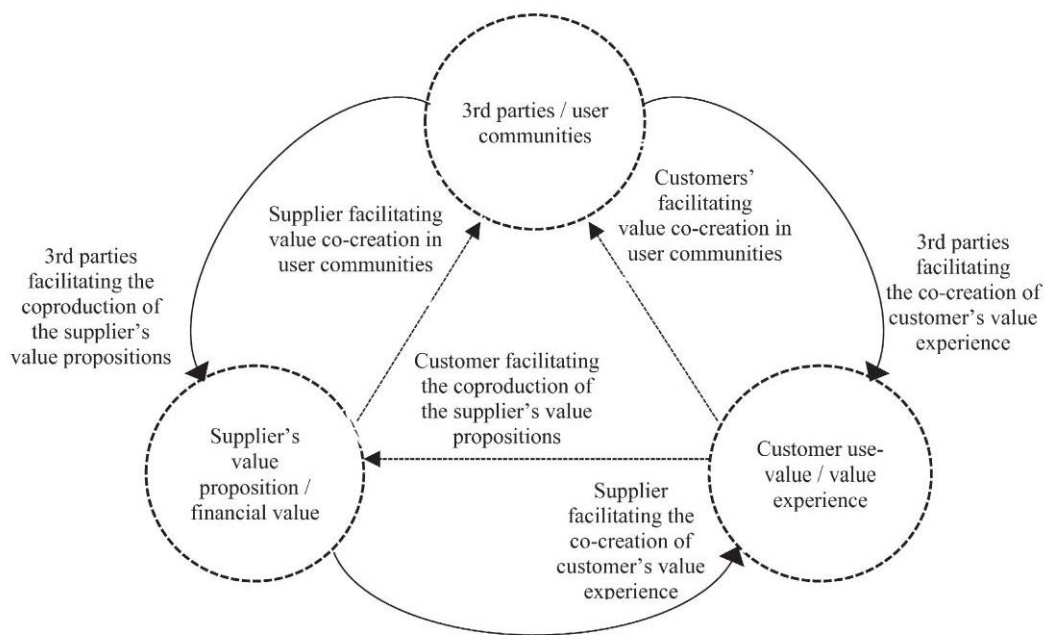 3rd parties / user
communities
Supplier facilitating
value co-creation in
user communities
Customers'
facilitating
value co-creation in
user communities
3rd parties
facilitating the
coproduction of
the supplier's
value propositions
3rd parties
facilitating
the co-creation of
customer's value
experience
Customer facilitating
the coproduction of
the supplier's value
propositions
Supplier's
value
proposition /
financial value
Customer use-
value / value
experience
Supplier
facilitating the
co-creation of
customer's value
experience